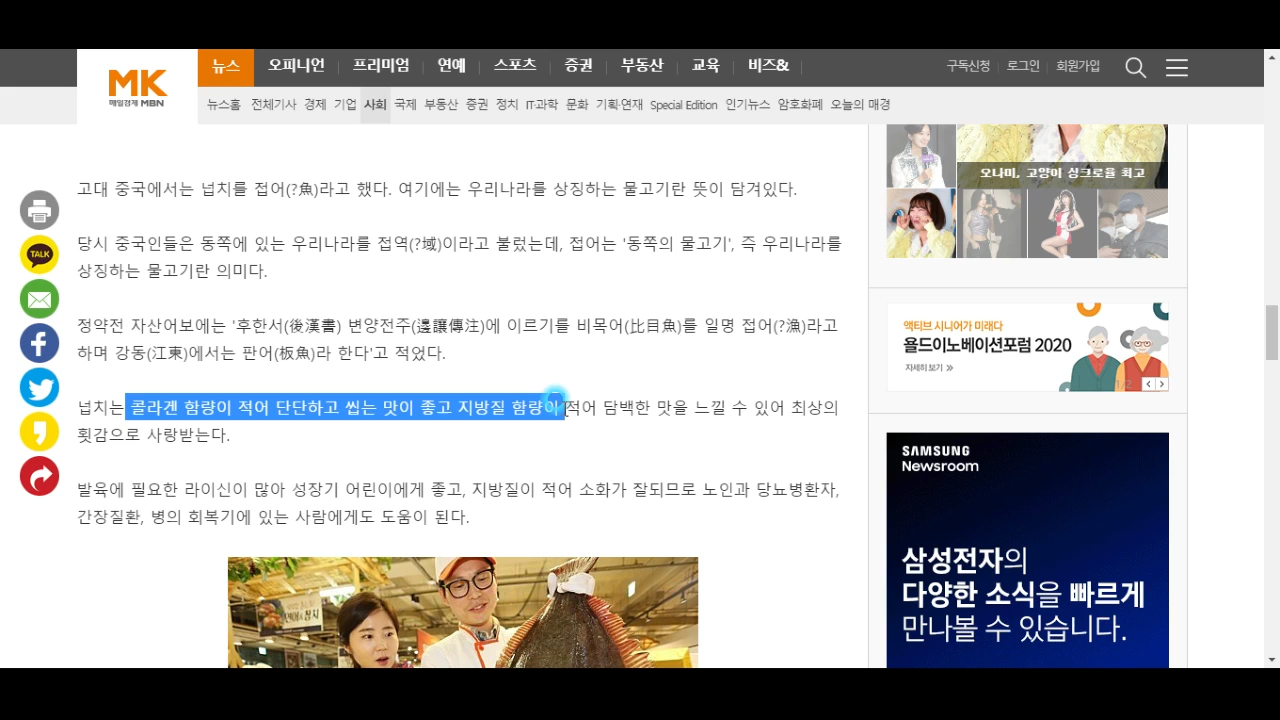 MK
매일경제 MBN
뉴스 오피니언 프리미엄 연예 스포츠 증권 부동산 교육 비즈&
구독신청 로그인 회원가입
뉴스홈 전체기사 경제 기업 사회 국제 부동산 증권 정치 IT·과학 문화 기획·연재 Special Edition 인기뉴스 암호화폐 오늘의 매경
고대 중국에서는 넙치를 접어(?魚)라고 했다. 여기에는 우리나라를 상징하는 물고기란 뜻이 담겨있다.
당시 중국인들은 동쪽에 있는 우리나라를 접역(?域)이라고 불렀는데, 접어는 '동쪽의 물고기', 즉 우리나라를
상징하는 물고기란 의미다.
정약전 자산어보에는 '후한서(後漢書) 변양전주(邊讓傳注)에 이르기를 비목어(比目魚)를 일명 접어(?漁)라고
하며 강동(江東)에서는 판어(板魚)라 한다'고 적었다.
넙치는 콜라겐 함량이 적어 단단하고 씹는 맛이 좋고 지방질 함량이 적어 담백한 맛을 느낄 수 있어 최상의
횟감으로 사랑받는다.
발육에 필요한 라이신이 많아 성장기 어린이에게 좋고, 지방질이 적어 소화가 잘되므로 노인과 당뇨병환자,
간장질환, 병의 회복기에 있는 사람에게도 도움이 된다.
TALK
오나미, 고양이 싱크로율 최고
액티브 시니어가 미래다
욜드이노베이션포럼 2020
자세히 보기 »
1/2
SAMSUNG
Newsroom
삼성전자의
다양한 소식을 빠르게
만나볼 수 있습니다.